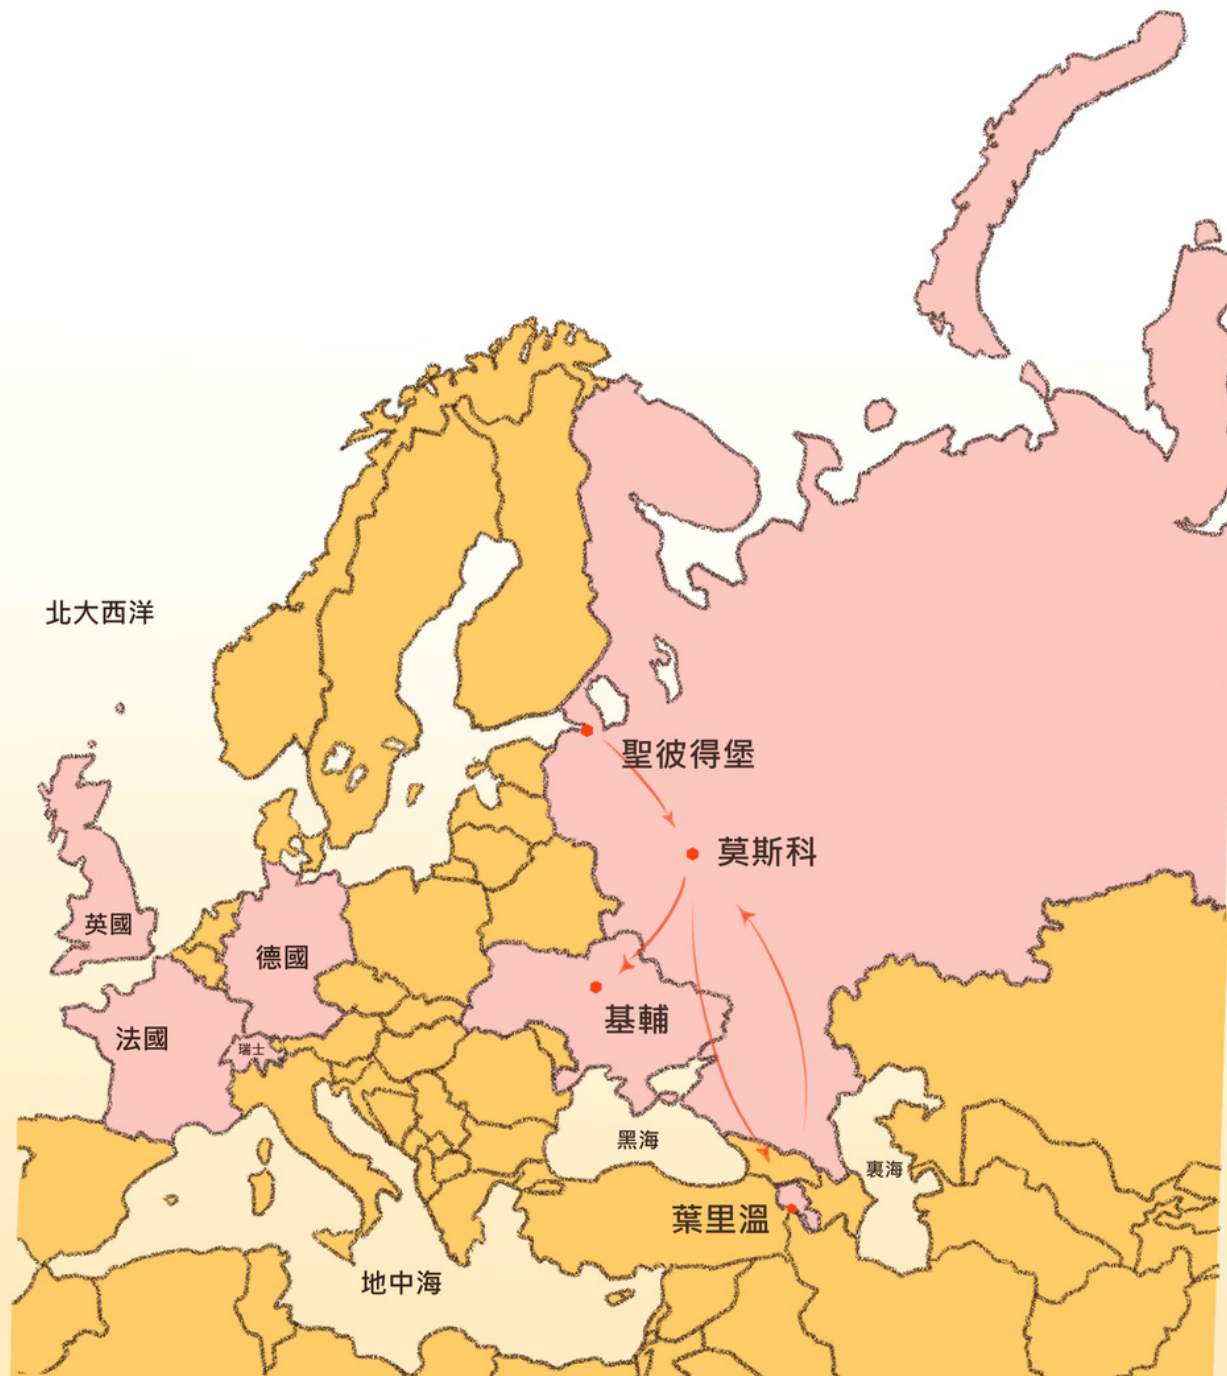 北大西洋
聖彼得堡
莫斯科
英國
德國
基輔
法國
瑞士
黑海
裏海
葉里溫
地中海